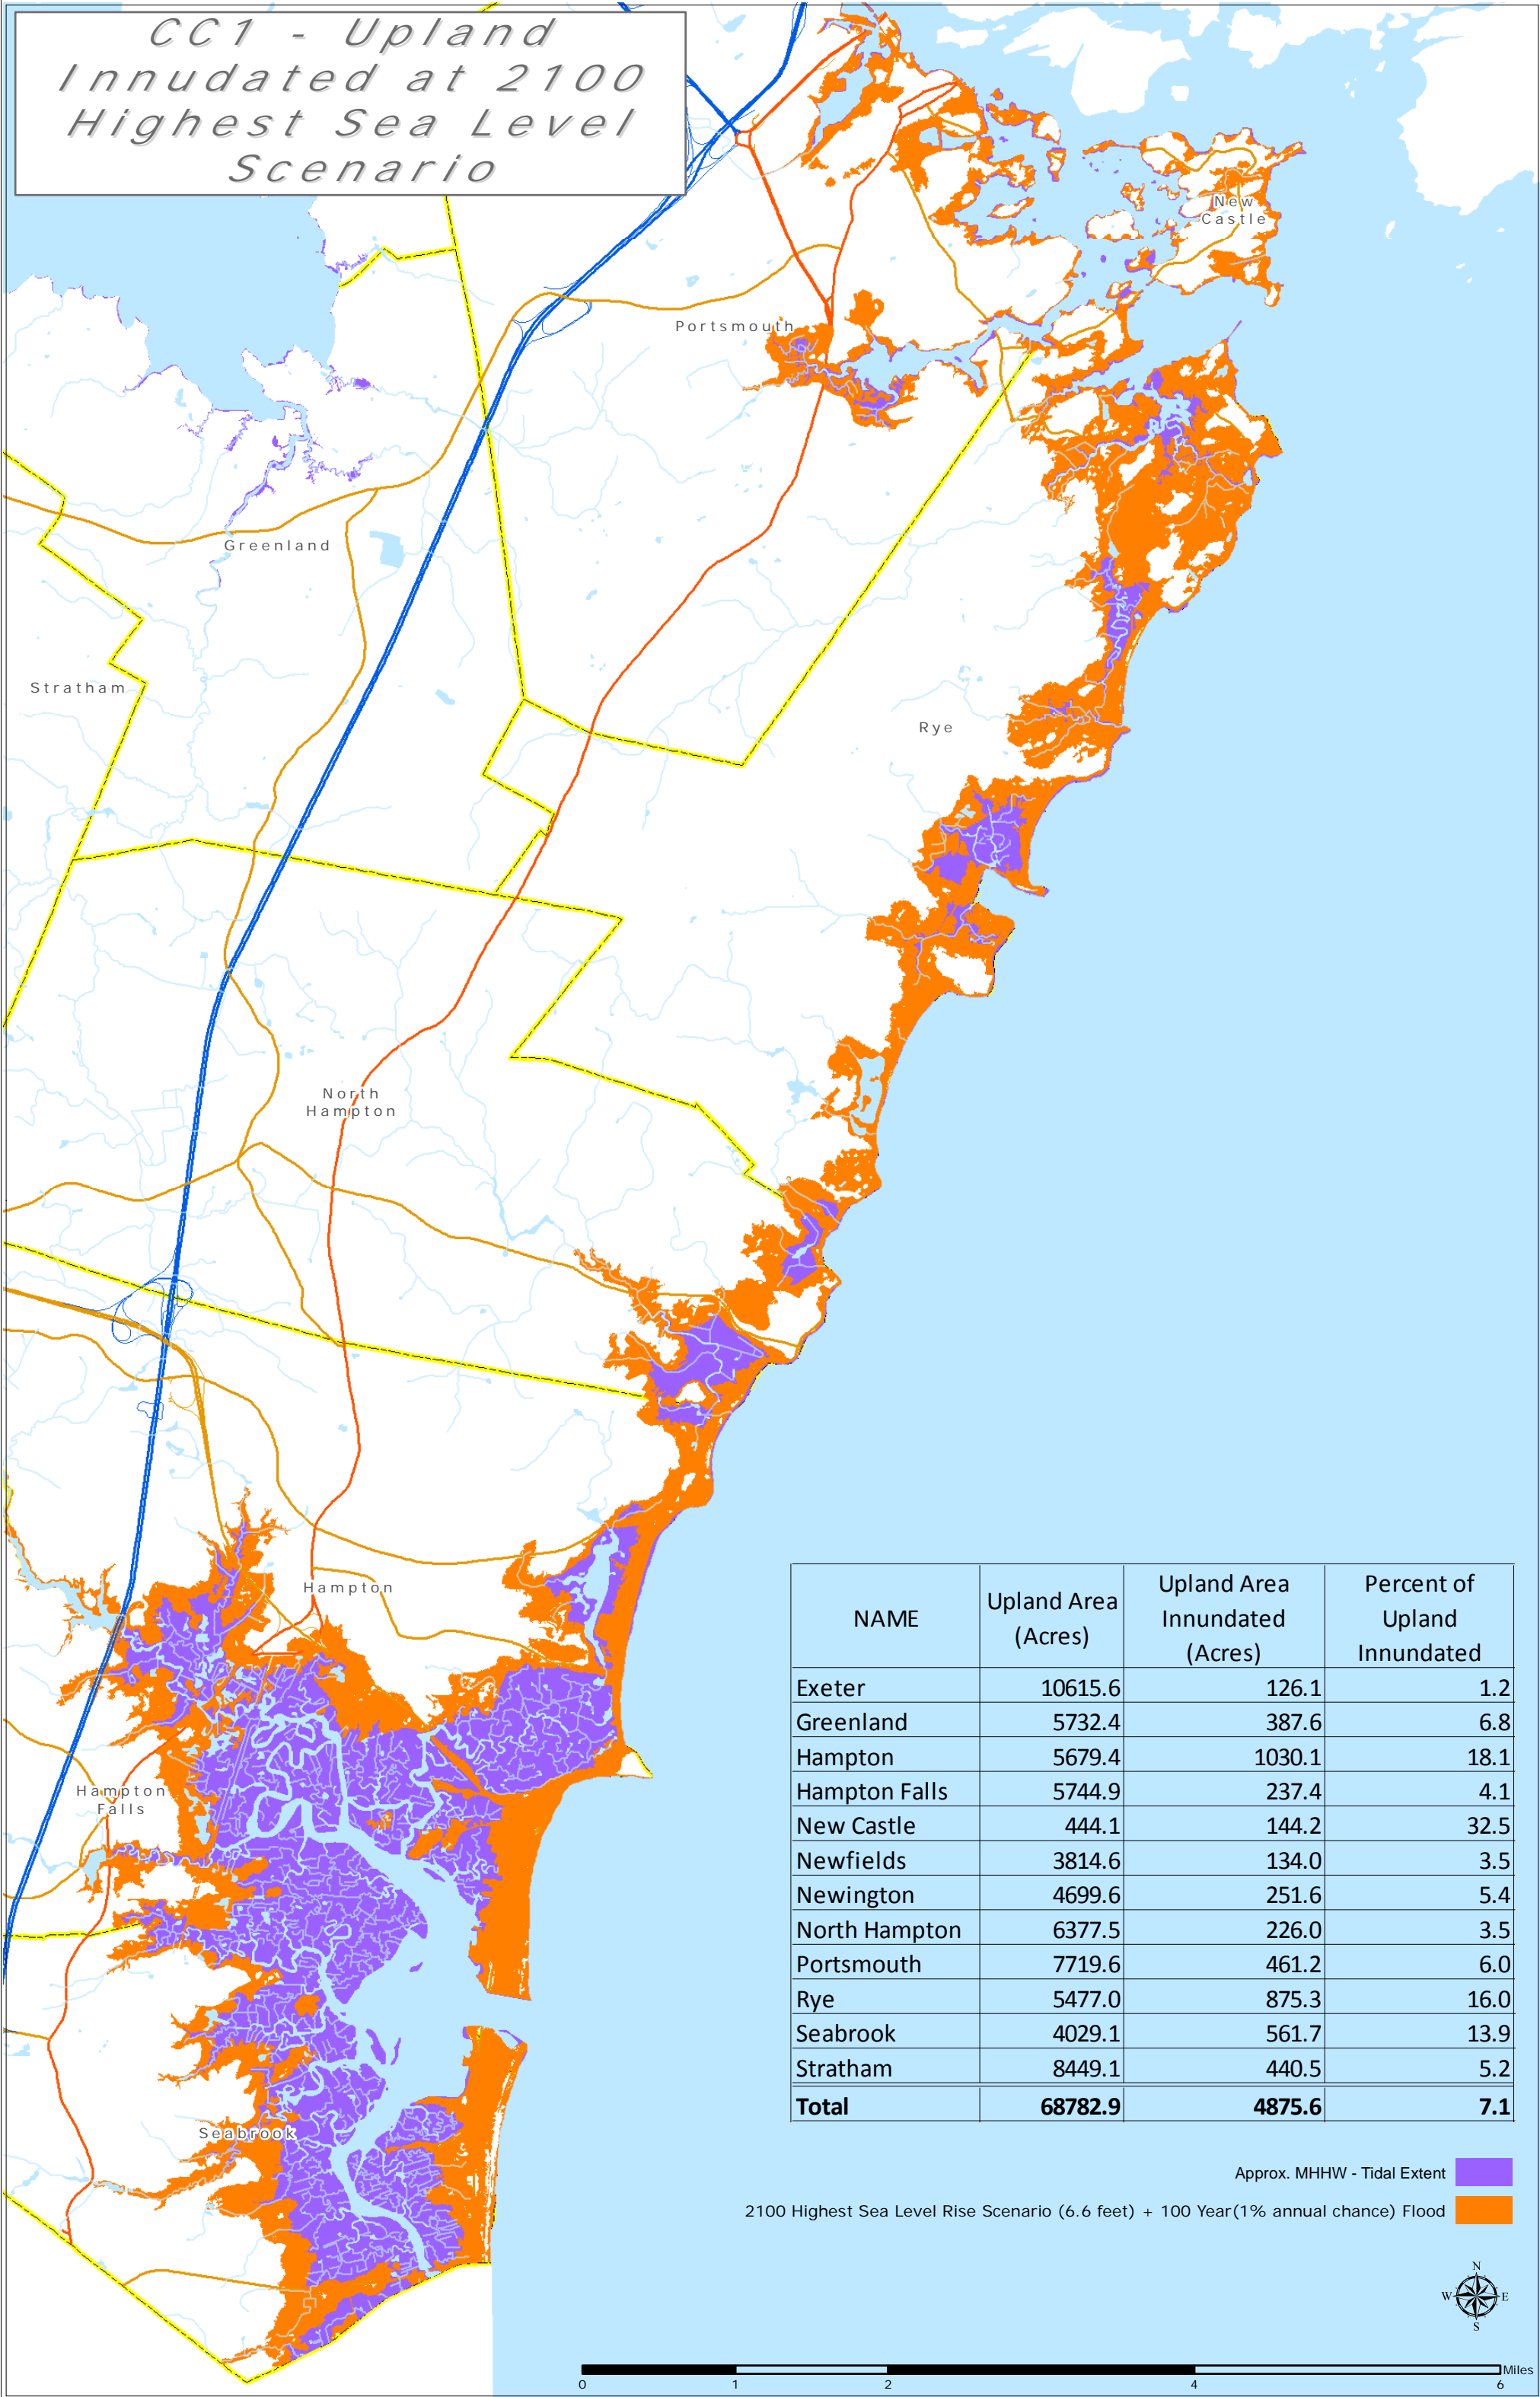 CC1 - Upland
Innudated at 2100
Highest Sea Level
Scenario
New
Castle
Portsmouth
Greenland
Stratham
Rye
North
Hampton
Hampton
Hampton
Falls
Seabrook
NAME Upland Area (Acres) Upland Area Innundated (Acres) Percent of Upland Innundated
Exeter 10615.6 126.1 1.2
Greenland 5732.4 387.6 6.8
Hampton 5679.4 1030.1 18.1
Hampton Falls 5744.9 237.4 4.1
New Castle 444.1 144.2 32.5
Newfields 3814.6 134.0 3.5
Newington 4699.6 251.6 5.4
North Hampton 6377.5 226.0 3.5
Portsmouth 7719.6 461.2 6.0
Rye 5477.0 875.3 16.0
Seabrook 4029.1 561.7 13.9
Stratham 8449.1 440.5 5.2
Total 68782.9 4875.6 7.1
Approx. MHHW - Tidal Extent
2100 Highest Sea Level Rise Scenario (6.6 feet) + 100 Year(1% annual chance) Flood
N
W E
S
Miles
0 1 2 4 6